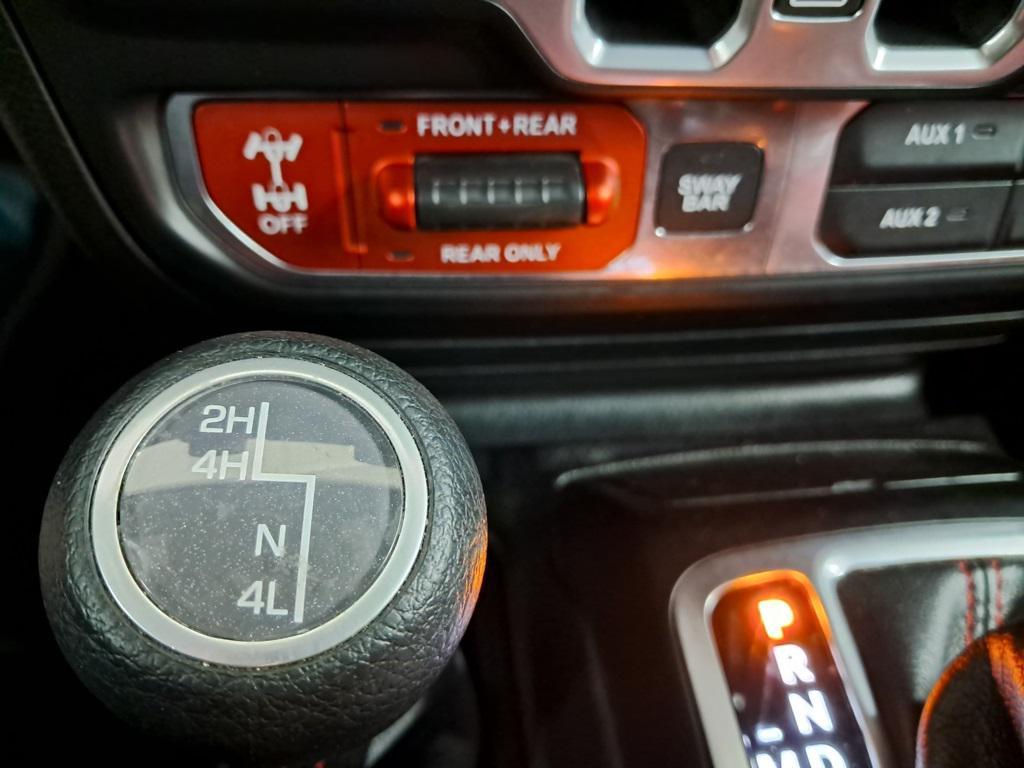 FRONT+REAR
OFF
REAR ONLY
SWAY
BAR
AUX 1
AUX 2
2H
4H
N
4L
P
R
N
D